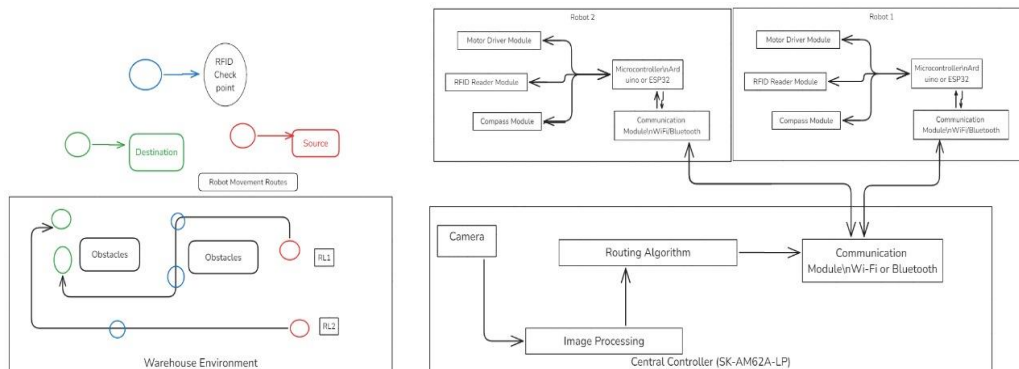 RFID
Check
point
Destination
Source
Robot Movement Routes
Obstacles
Obstacles
RL1
RL2
Warehouse Environment
Robot 2
Motor Driver Module
RFID Reader Module
Compass Module
Microcontroller\nArd
uino or ESP32
Communication
Module\nWiFi/Bluetooth
Robot 1
Motor Driver Module
RFID Reader Module
Compass Module
Microcontroller\nArd
uino or ESP32
Communication
Module\nWiFi/Bluetooth
Camera
Routing Algorithm
Communication
Module\nWi-Fi or Bluetooth
Image Processing
Central Controller (SK-AM62A-LP)